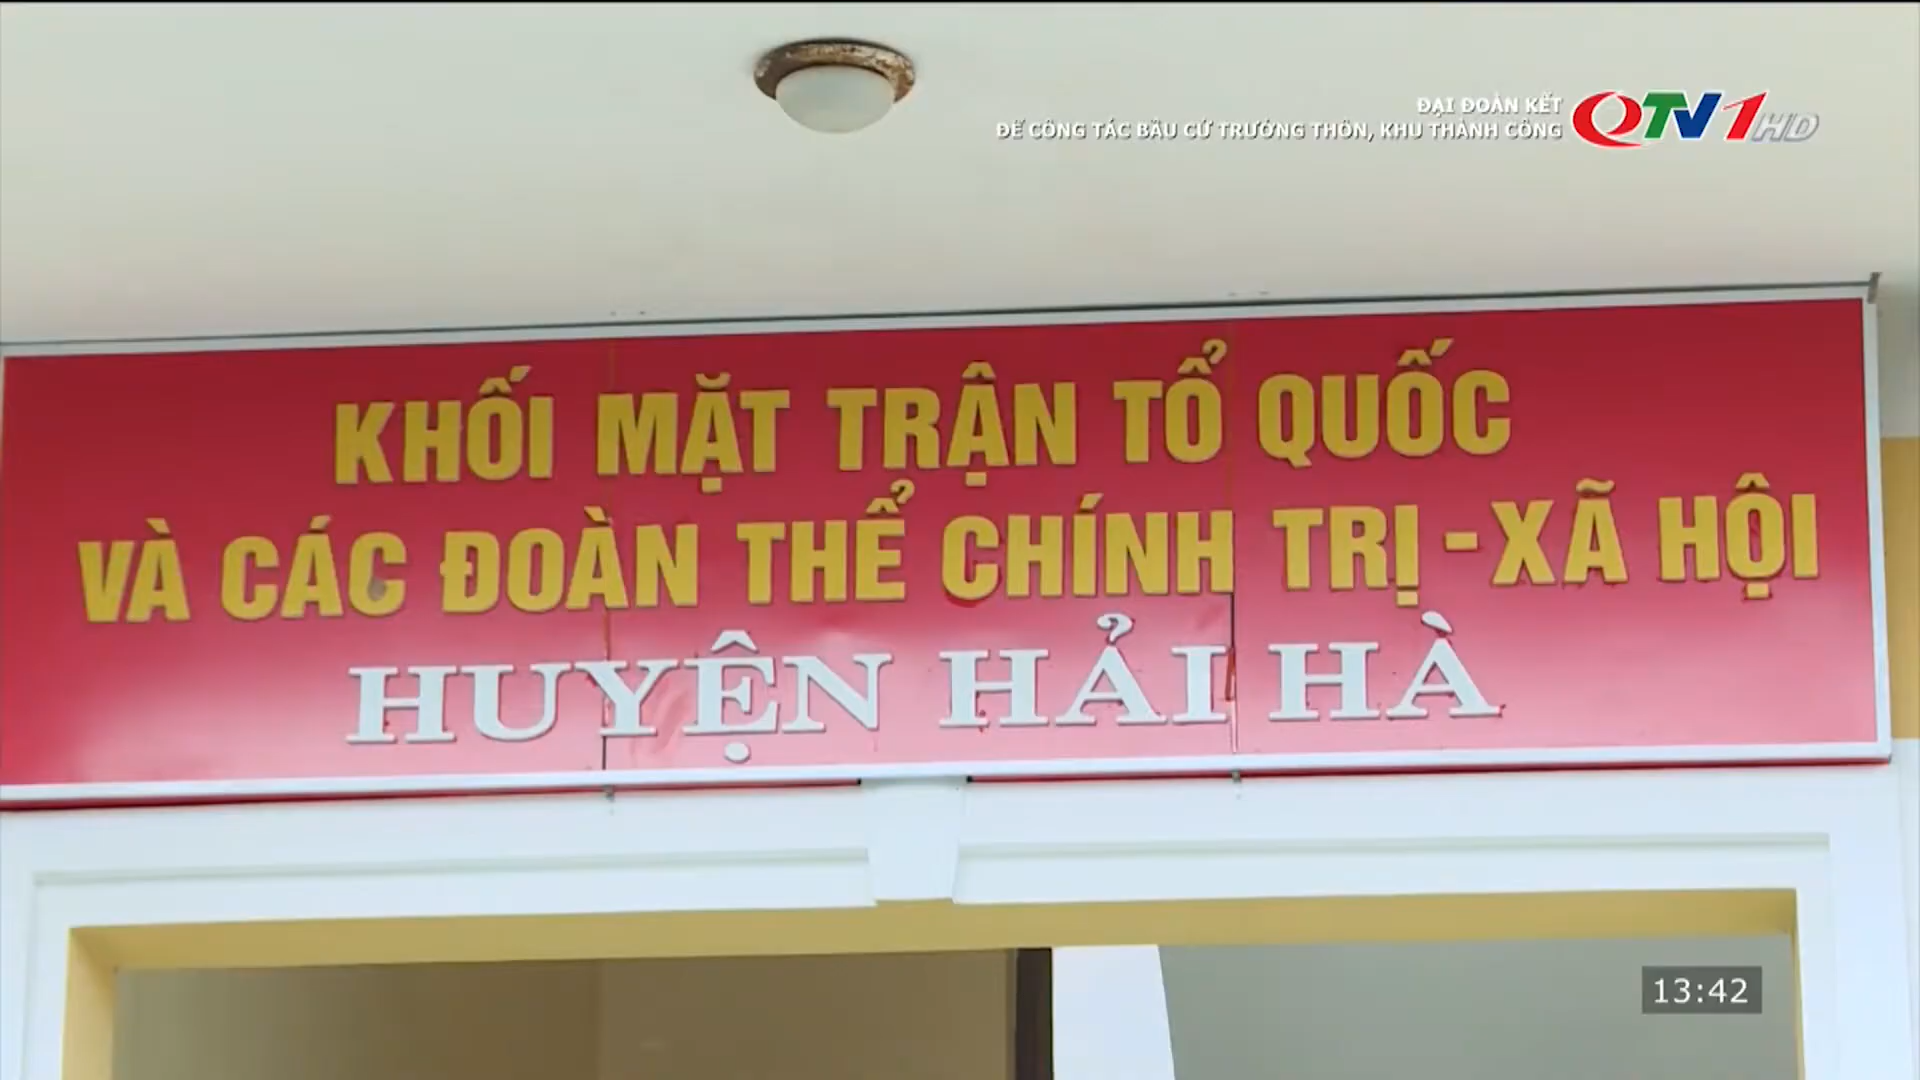 ĐẠI ĐOÀN KẾT
ĐỂ CÔNG TÁC BẦU CỬ TRƯỞNG THÔN, KHU THÀNH CÔNG
QTV1HD
KHỐI MẶT TRẬN TỔ QUỐC
VÀ CÁC ĐOÀN THỂ CHÍNH TRỊ - XÃ HỘI
HUYỆN HẢI HÀ
13:42